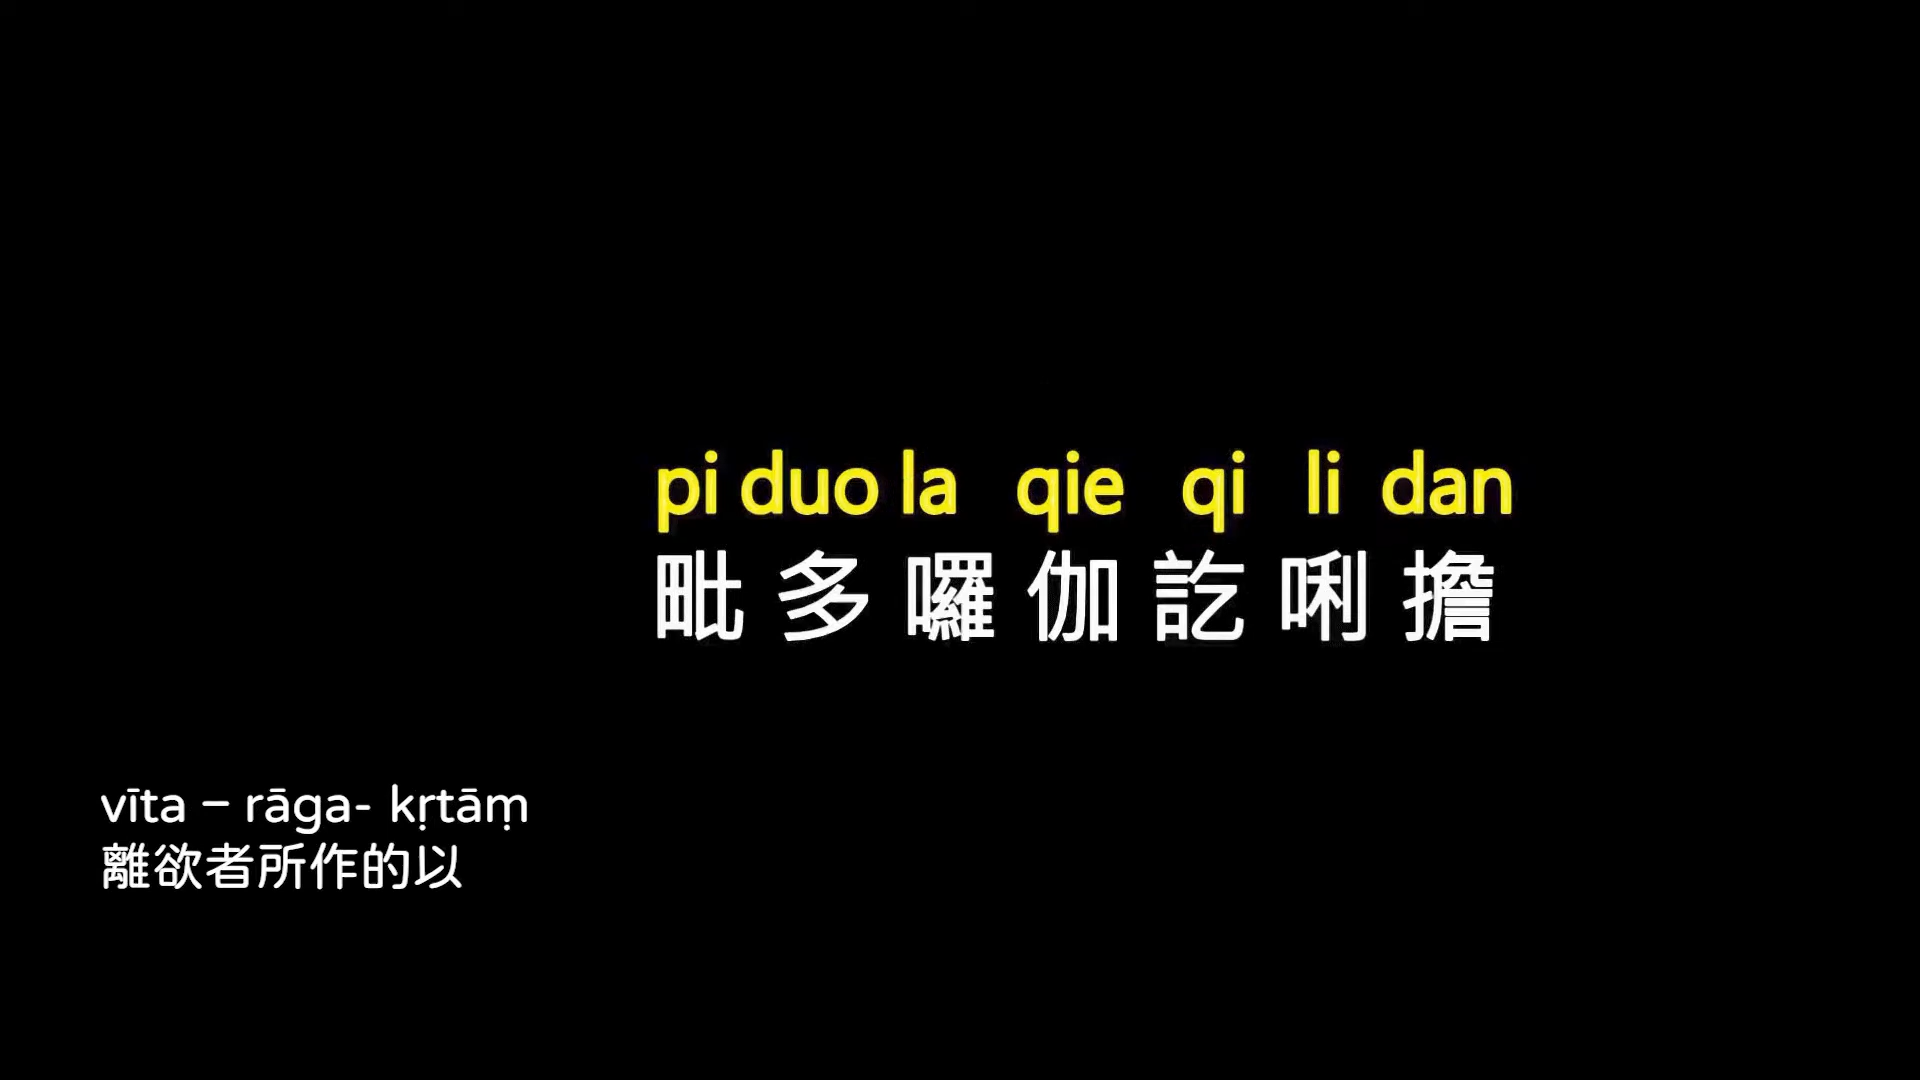 pi duo la qie qi li dan
毗多囉伽訖唎擔
vīta – rāga- kṛtāṃ
離欲者所作的以